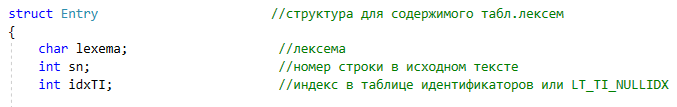 struct Entry //структура для содержимого табл.лексем
{
char lexema; //лексема
int sn; //номер строки в исходном тексте
int idxTI; //индекс в таблице идентификаторов или LT_TI_NULLIDX